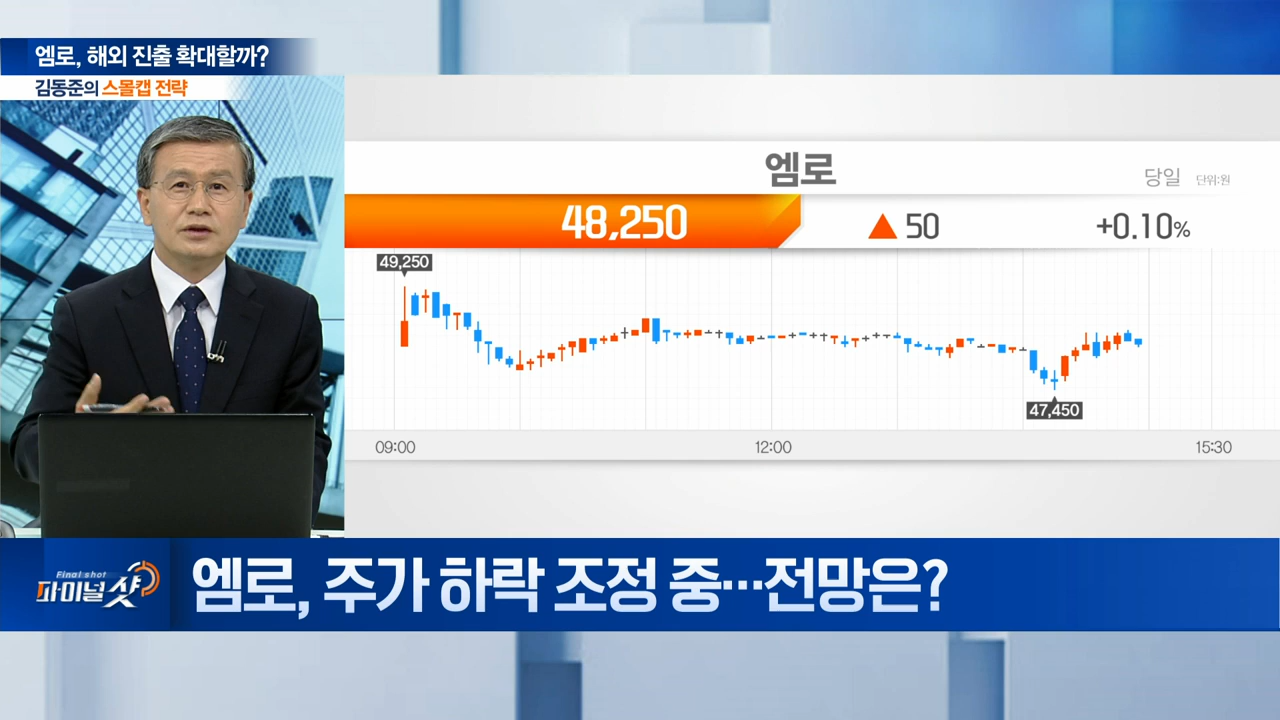 엠로, 해외 진출 확대할까?
김동준의 스몰캡 전략
엠로
당일 단위:원
48,250 ▲50 +0.10%
49,250
47,450
09:00 12:00 15:30
Final shot
파이널 샷
엠로, 주가 하락 조정 중…전망은?